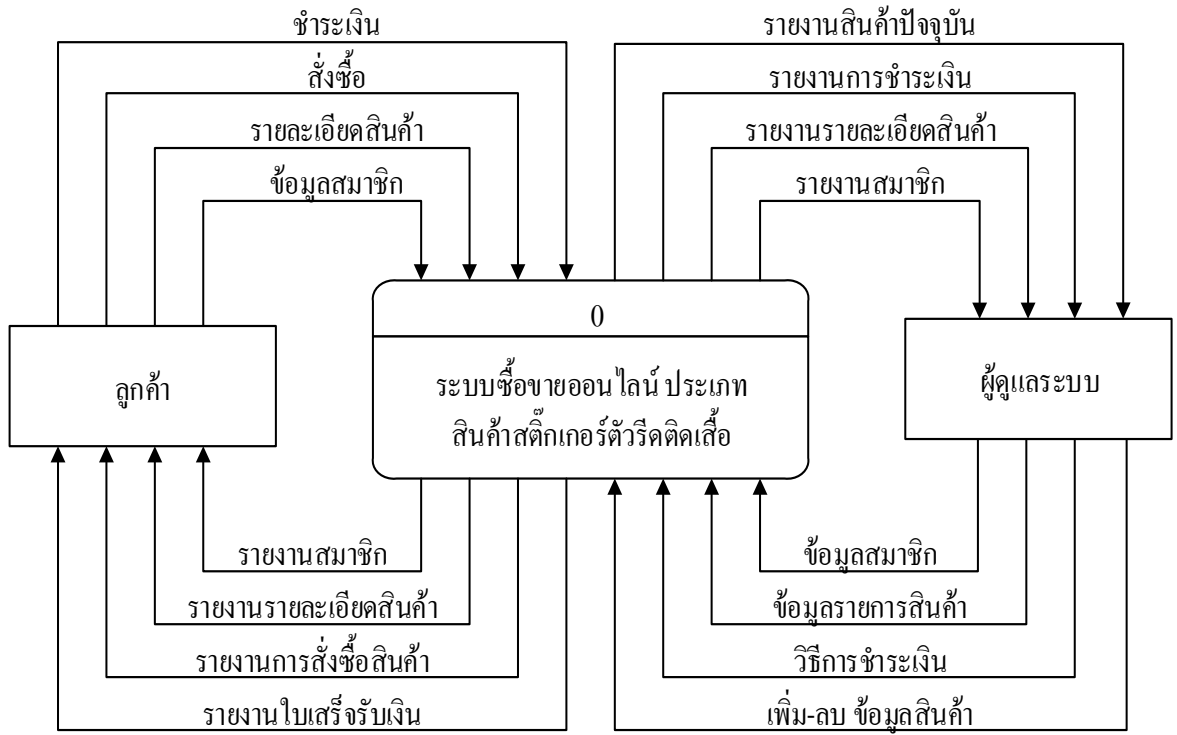 ชำระเงิน
รายงานสินค้าปัจจุบัน
สั่งซื้อ
รายงานการชำระเงิน
รายละเอียดสินค้า
รายงานรายละเอียดสินค้า
ข้อมูลสมาชิก
รายงานสมาชิก
0
ลูกค้า
ระบบซื้อขายออนไลน์ ประเภท
สินค้าสติ๊กเกอร์ตัวรีดติดเสื้อ
ผู้ดูแลระบบ
รายงานสมาชิก
ข้อมูลสมาชิก
รายงานรายละเอียดสินค้า
ข้อมูลรายการสินค้า
รายงานการสั่งซื้อสินค้า
วิธีการชำระเงิน
รายงานใบเสร็จรับเงิน
เพิ่ม-ลบ ข้อมูลสินค้า